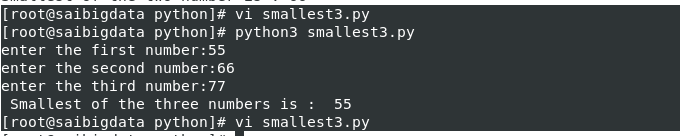 [root@saibigdata python]# vi smallest3.py
[root@saibigdata python]# python3 smallest3.py
enter the first number:55
enter the second number:66
enter the third number:77
 Smallest of the three numbers is :  55
[root@saibigdata python]# vi smallest3.py